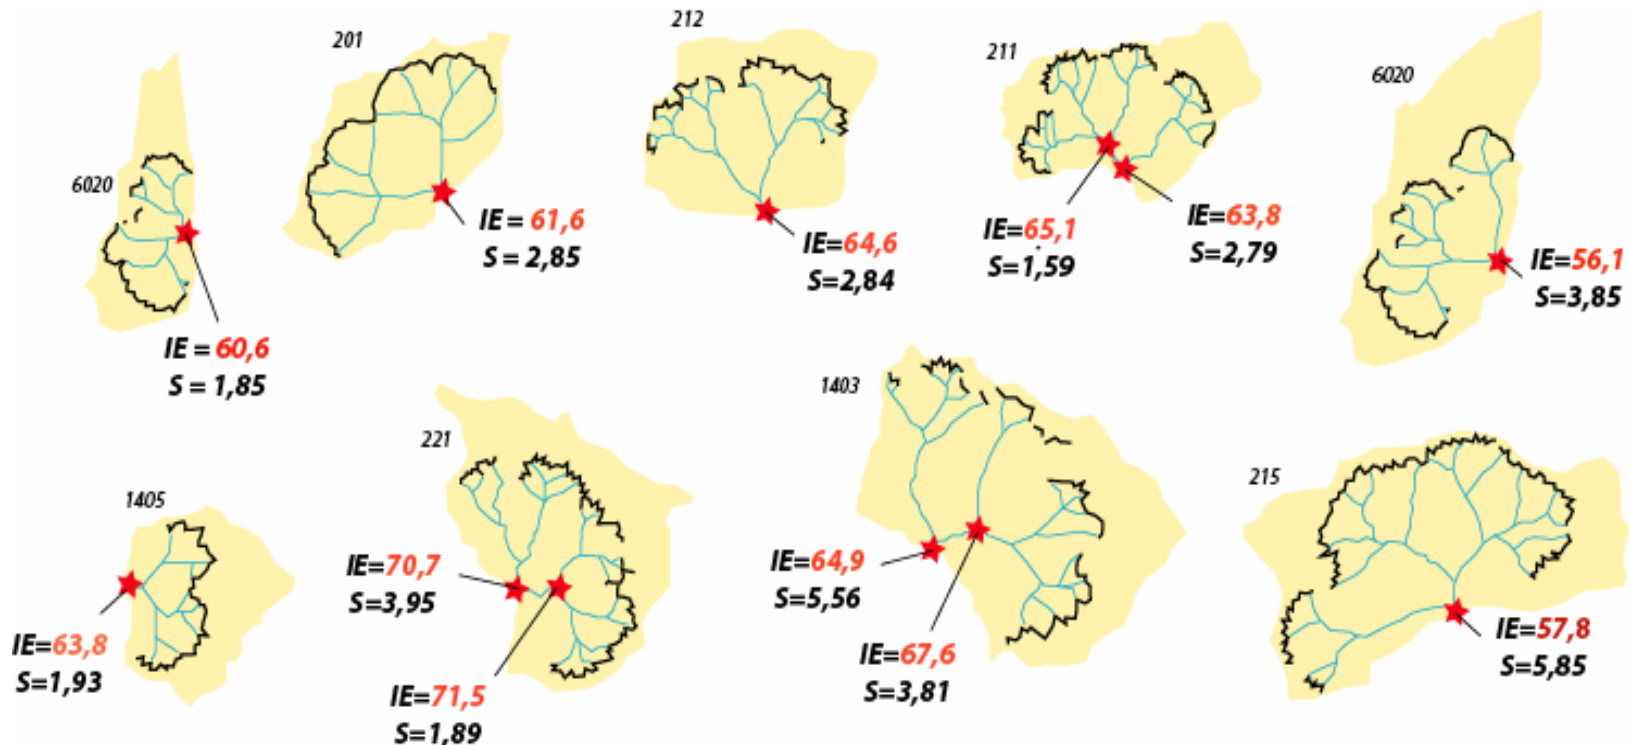 6020
IE = 60,6
S = 1,85
201
IE = 61,6
S = 2,85
212
IE=64,6
S=2,84
211
IE=65,1
S=1,59
IE=63,8
S=2,79
6020
IE=56,1
S=3,85
1405
IE=63,8
S=1,93
221
IE=70,7
S=3,95
IE=71,5
S=1,89
1403
IE=64,9
S=5,56
IE=67,6
S=3,81
215
IE=57,8
S=5,85